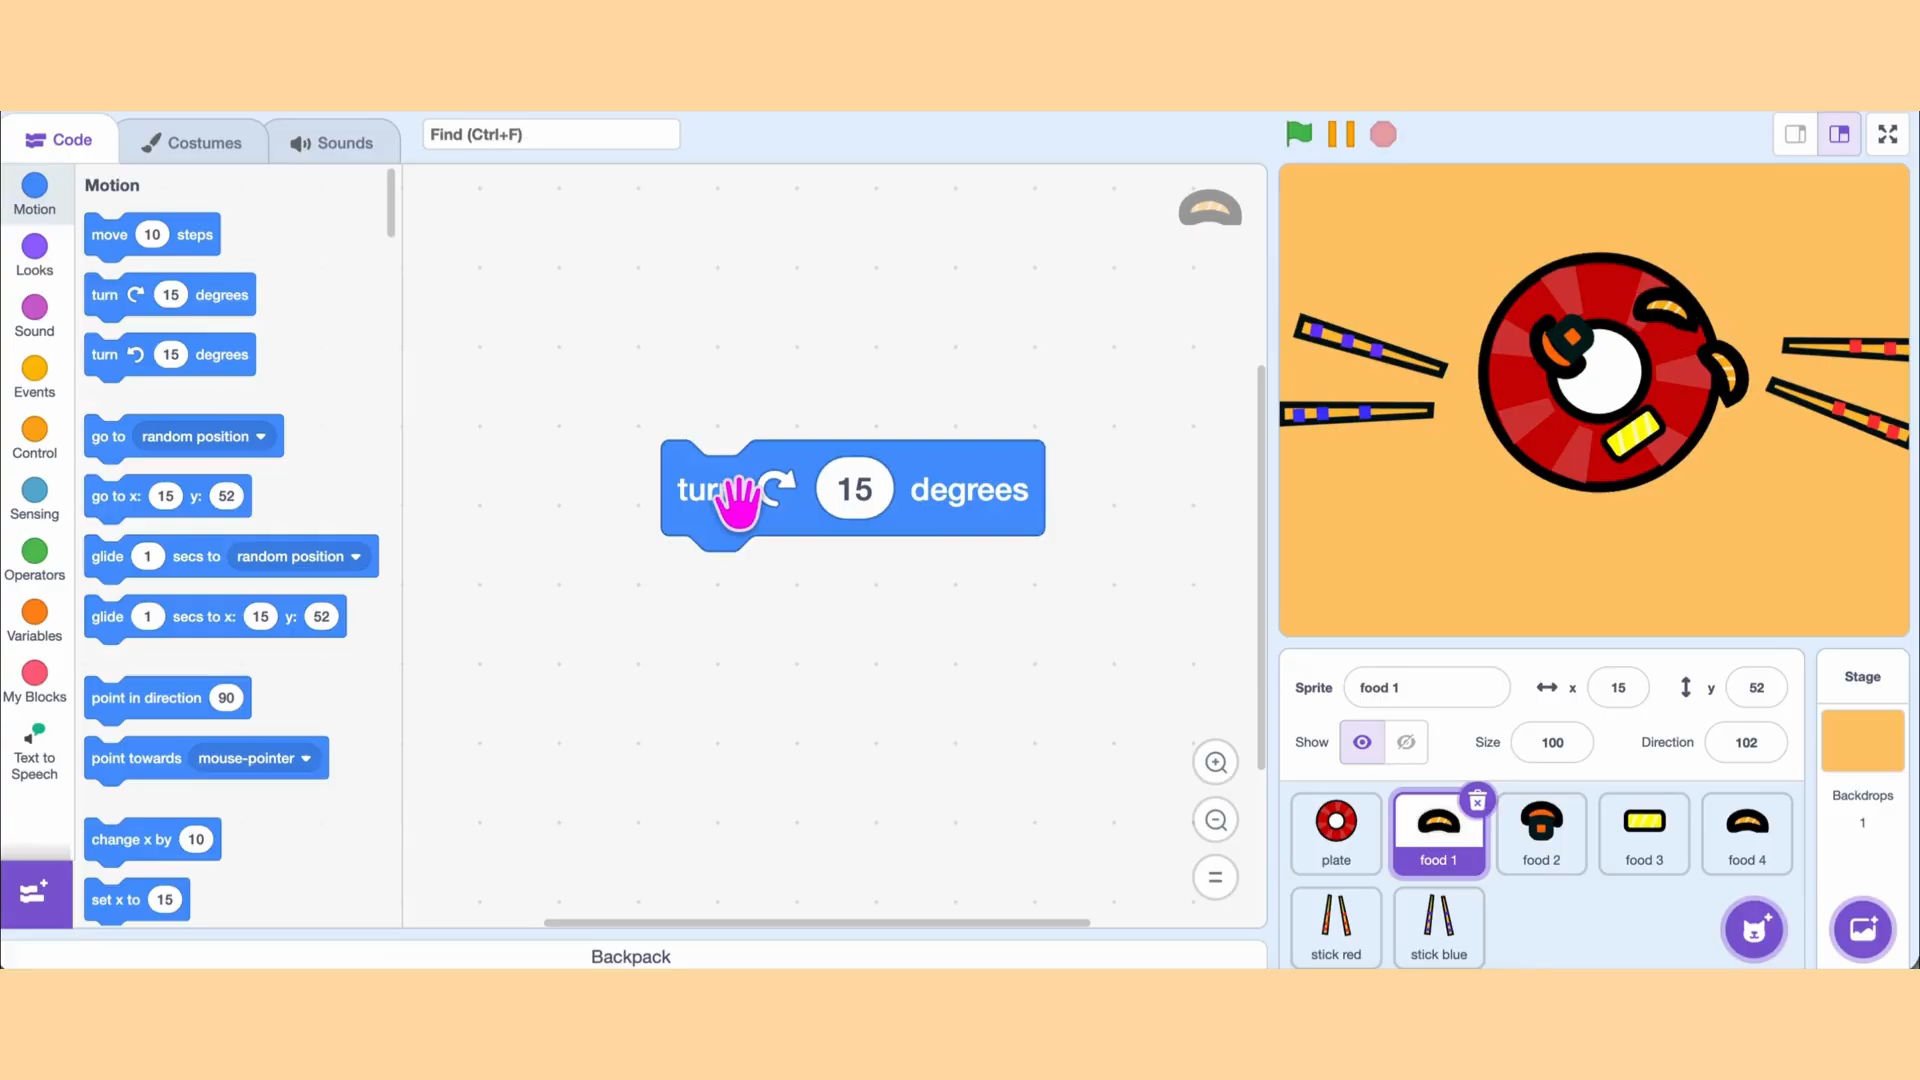 Code
Costumes
Sounds
Find (Ctrl+F)
Motion
Looks
Sound
Events
Control
Sensing
Operators
Variables
My Blocks
Text to
Speech
Motion
move 10 steps
turn 15 degrees
turn 15 degrees
go to random position
go to x: 15 y: 52
glide 1 secs to random position
glide 1 secs to x: 15 y: 52
point in direction 90
point towards mouse-pointer
change x by 10
set x to 15
turn 15 degrees
Backpack
Sprite food 1 x 15 y 52
Show Size 100 Direction 102
plate
food 1
food 2
food 3
food 4
stick red
stick blue
Stage
Backdrops
1